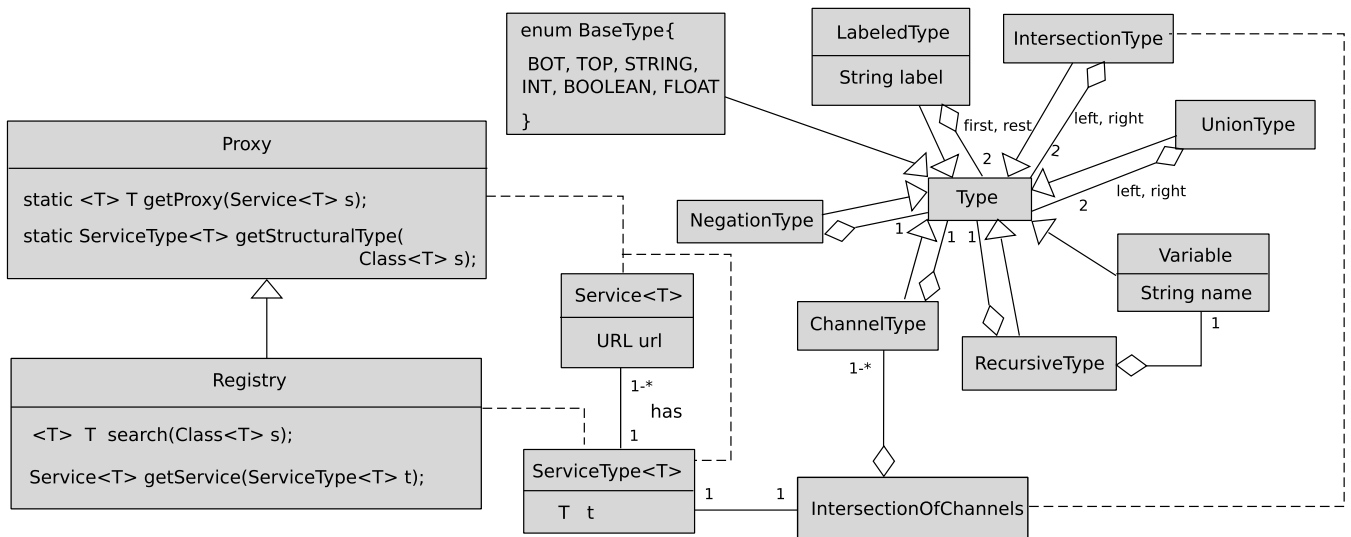 enum BaseType{
BOT, TOP, STRING,
INT, BOOLEAN, FLOAT
}
LabeledType
String label
IntersectionType
UnionType
first, rest
2
left, right
2
left, right
2
Type
NegationType
1
1
1
Variable
String name
1
Proxy
static <T> T getProxy(Service<T> s);
static ServiceType<T> getStructuralType(
Class<T> s);
Service<T>
URL url
ChannelType
1-*
RecursiveType
Registry
<T> T search(Class<T> s);
Service<T> getService(ServiceType<T> t);
1-*
has
1
ServiceType<T>
T t
1
1
IntersectionOfChannels